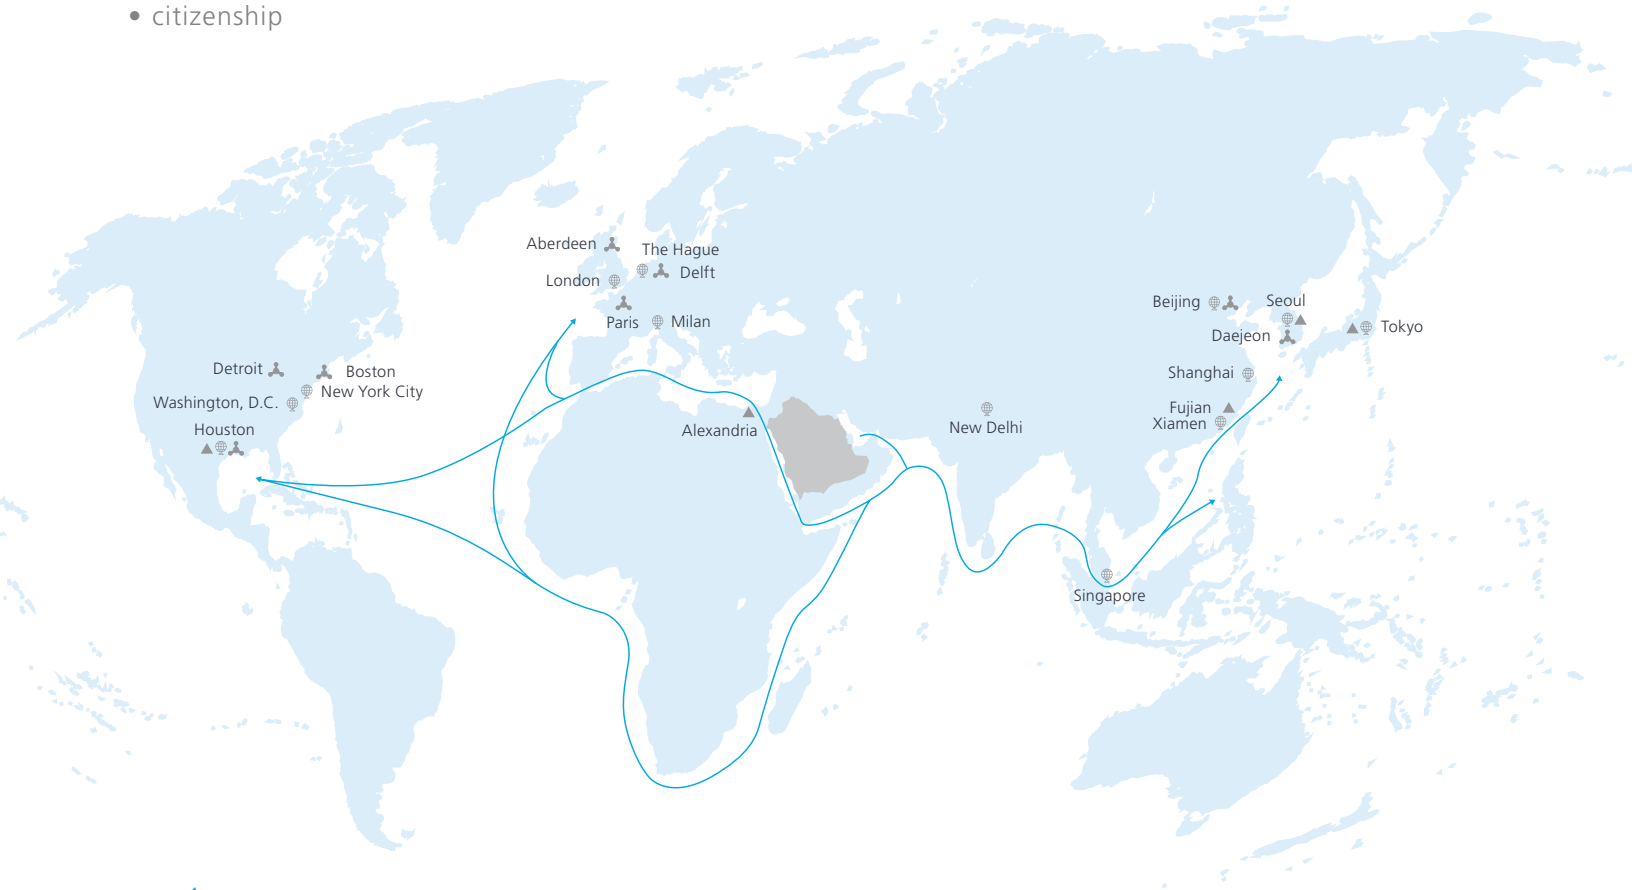 • citizenship
Aberdeen
The Hague
London
Delft
Paris
Milan
Detroit
Boston
New York City
Washington, D.C.
Houston
Alexandria
New Delhi
Beijing
Seoul
Daejeon
Tokyo
Shanghai
Fujian
Xiamen
Singapore